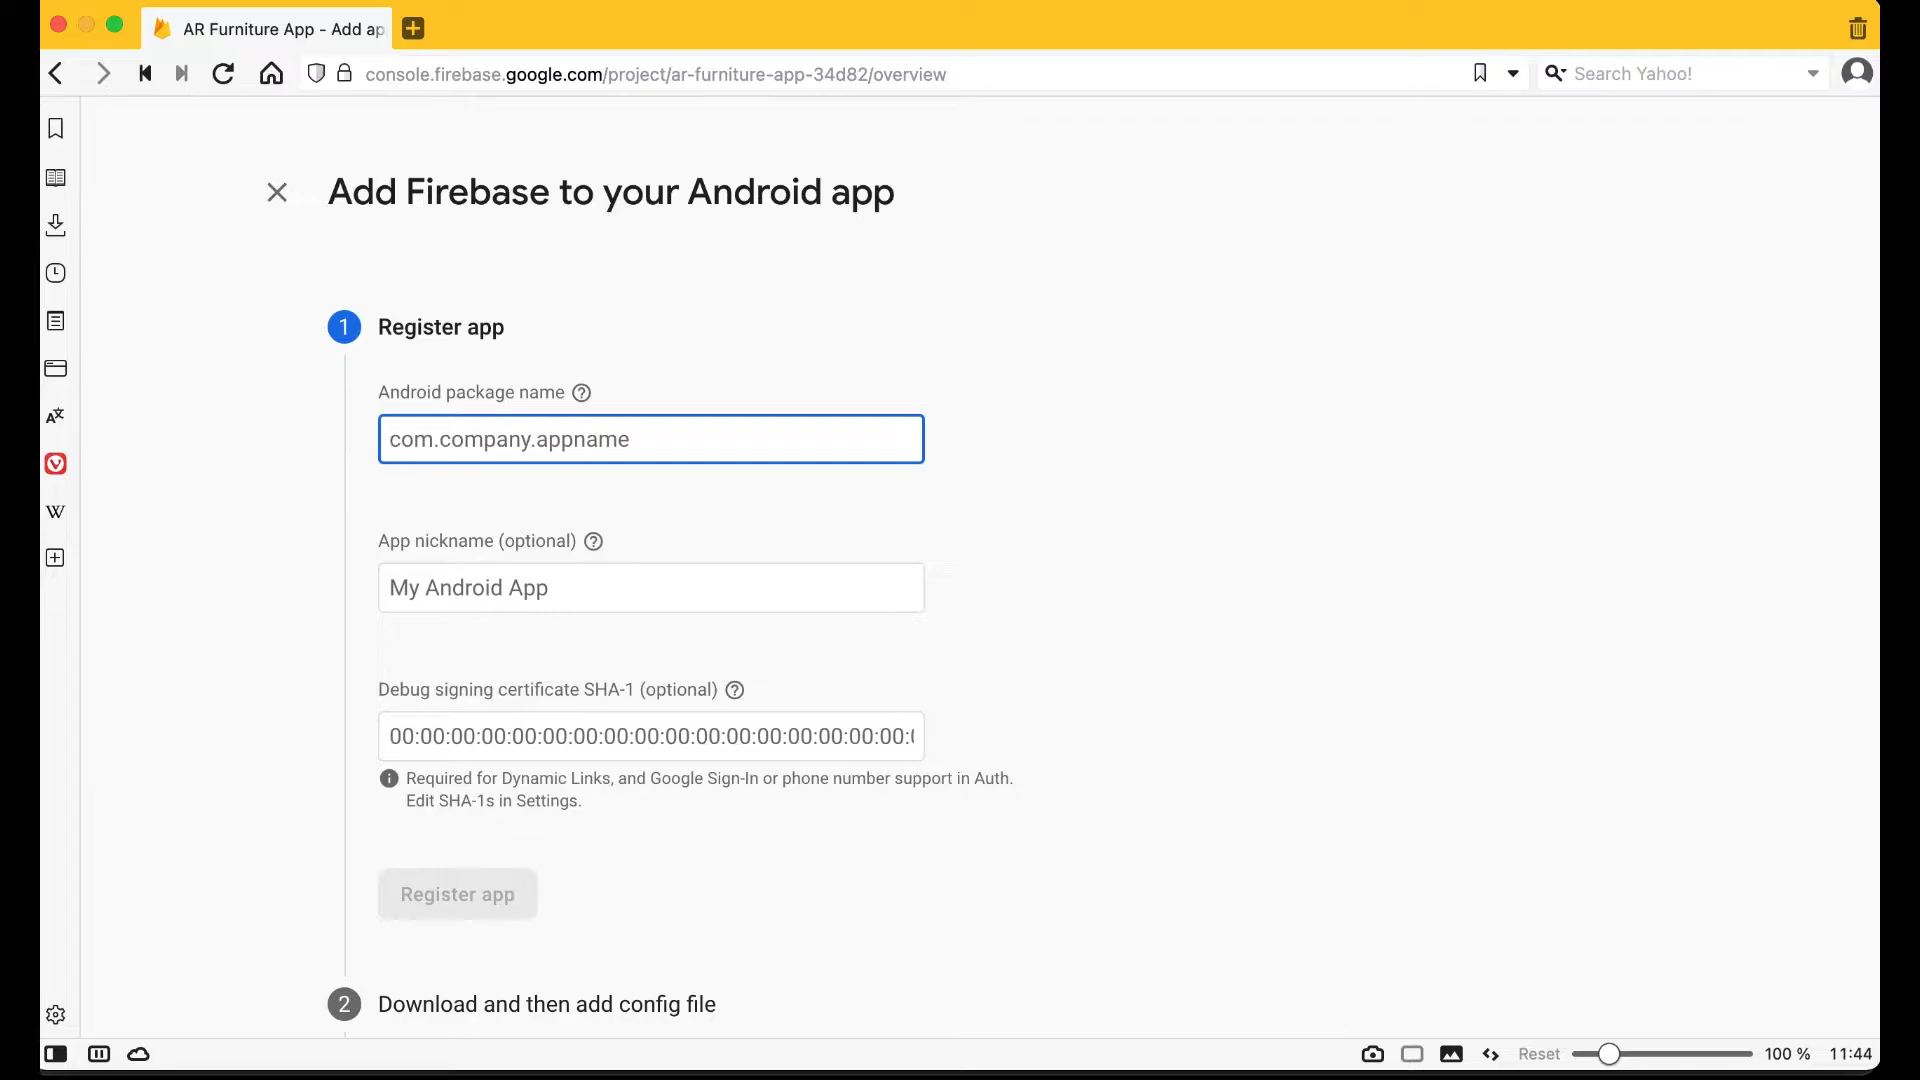 AR Furniture App - Add ap
console.firebase.google.com/project/ar-furniture-app-34d82/overview
Search Yahoo!
Add Firebase to your Android app
1 Register app
Android package name
com.company.appname
App nickname (optional)
My Android App
Debug signing certificate SHA-1 (optional)
00:00:00:00:00:00:00:00:00:00:00:00:00:00:00:00:00:
Required for Dynamic Links, and Google Sign-In or phone number support in Auth.
Edit SHA-1s in Settings.
Register app
2 Download and then add config file
Reset
100 %
11:44